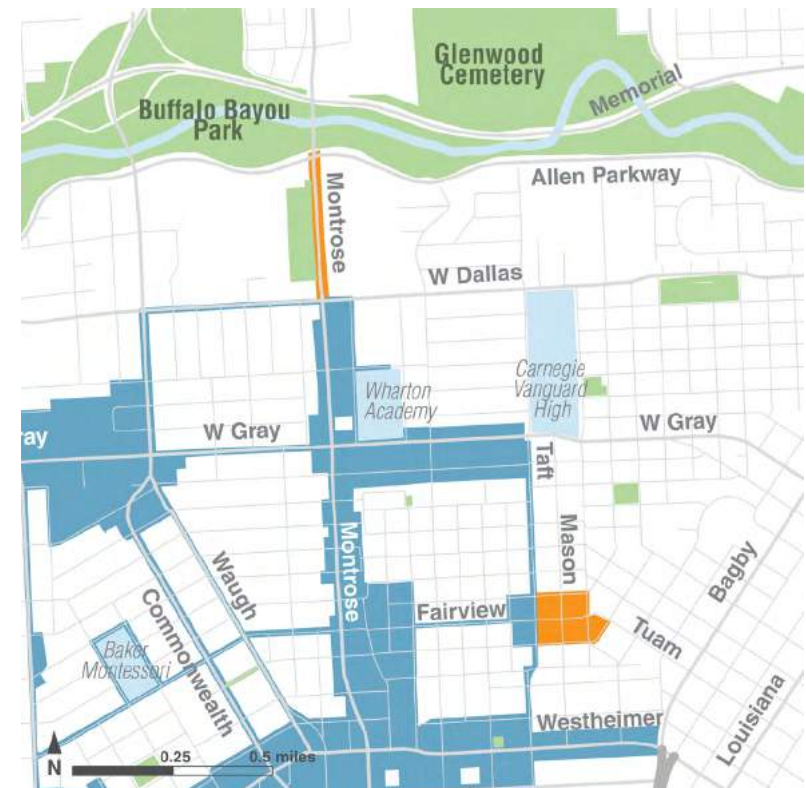 Glenwood
Cemetery
Memorial
Buffalo Bayou
Park
Allen Parkway
Montrose
W Dallas
Carnegie
Vanguard
High
Wharton
Academy
ray
W Gray
W Gray
Taft
Mason
Montrose
Waugh
Bagby
Commonwealth
Fairview
Tuam
Baker
Montessori
Louisiana
Westheimer
N
0.25
0.5 miles